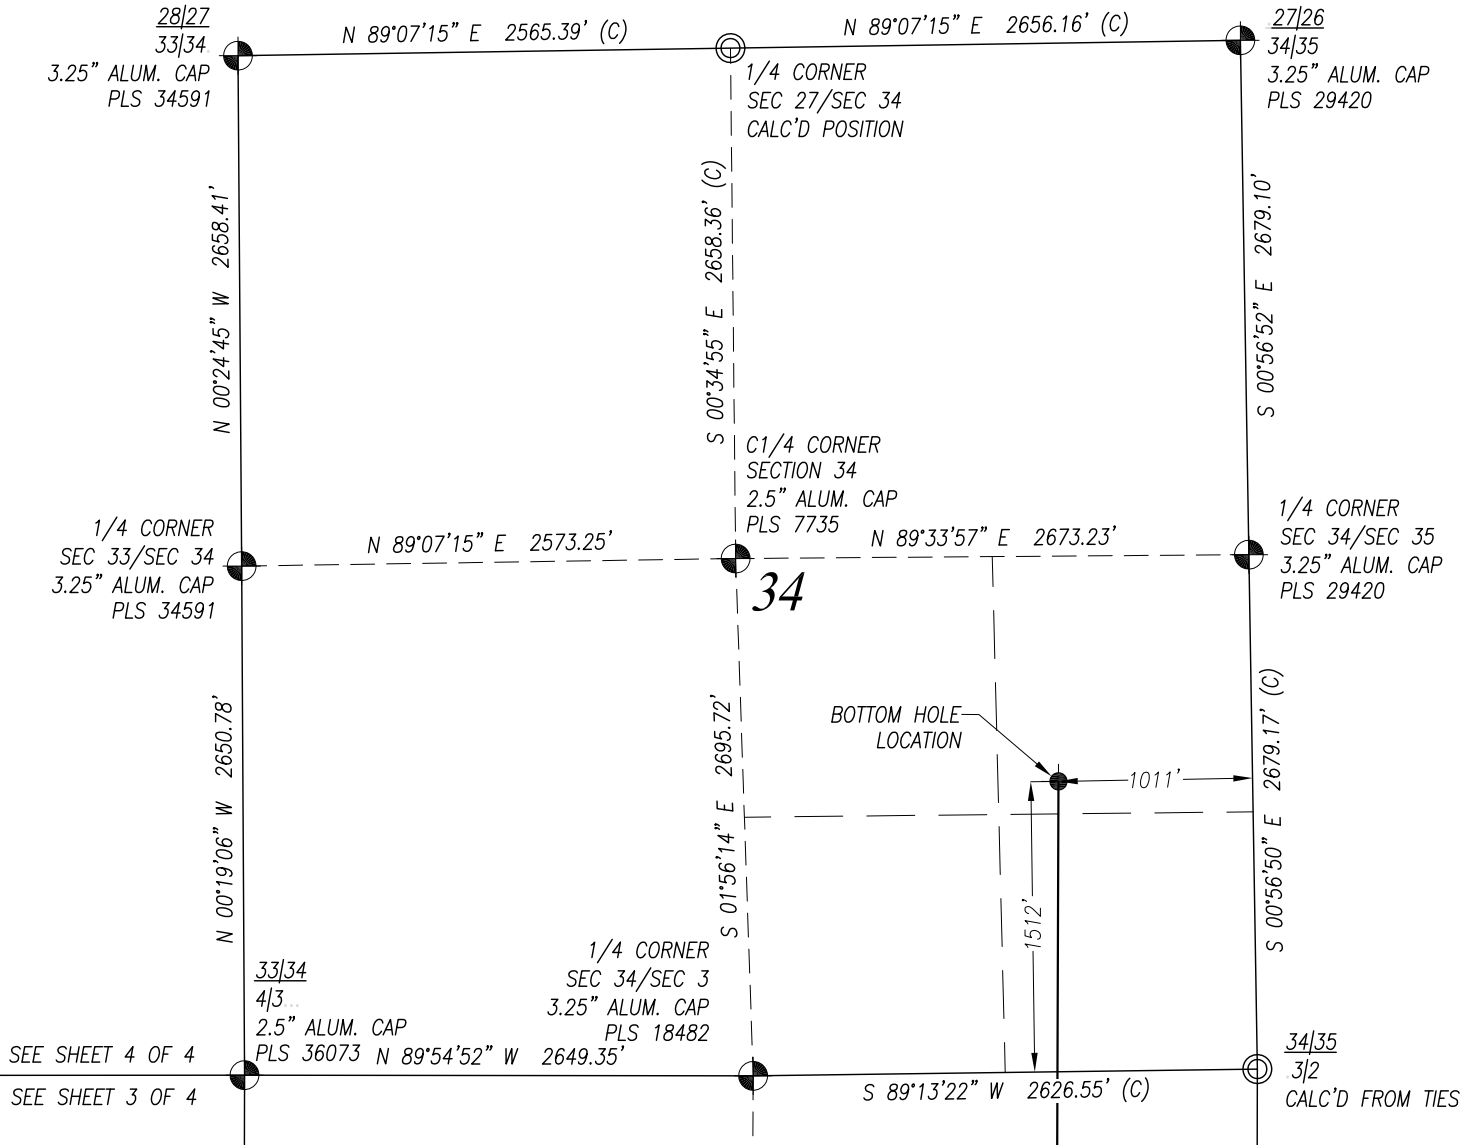 28|27
33|34
3.25” ALUM. CAP
PLS 34591
N 89°07'15” E 2565.39' (C)
N 89°07'15” E 2656.16' (C)
27|26
34|35
3.25” ALUM. CAP
PLS 29420
1/4 CORNER
SEC 27/SEC 34
CALC'D POSITION
N 00°24'45” W 2658.41'
S 00°34'55” E 2658.36' (C)
S 00°56'52” E 2679.10'
C1/4 CORNER
SECTION 34
2.5” ALUM. CAP
PLS 7735
1/4 CORNER
SEC 33/SEC 34
3.25” ALUM. CAP
PLS 34591
N 89°07'15” E 2573.25'
N 89°33'57” E 2673.23'
1/4 CORNER
SEC 34/SEC 35
3.25” ALUM. CAP
PLS 29420
34
N 00°19'06” W 2650.78'
S 01°56'14” E 2695.72'
BOTTOM HOLE
LOCATION
1011'
1512'
S 00°56'50” E 2679.17' (C)
33|34
4|3
2.5” ALUM. CAP
PLS 36073
1/4 CORNER
SEC 34/SEC 3
3.25” ALUM. CAP
PLS 18482
N 89°54'52” W 2649.35'
S 89°13'22” W 2626.55' (C)
34|35
3|2
CALC'D FROM TIES
SEE SHEET 4 OF 4
SEE SHEET 3 OF 4